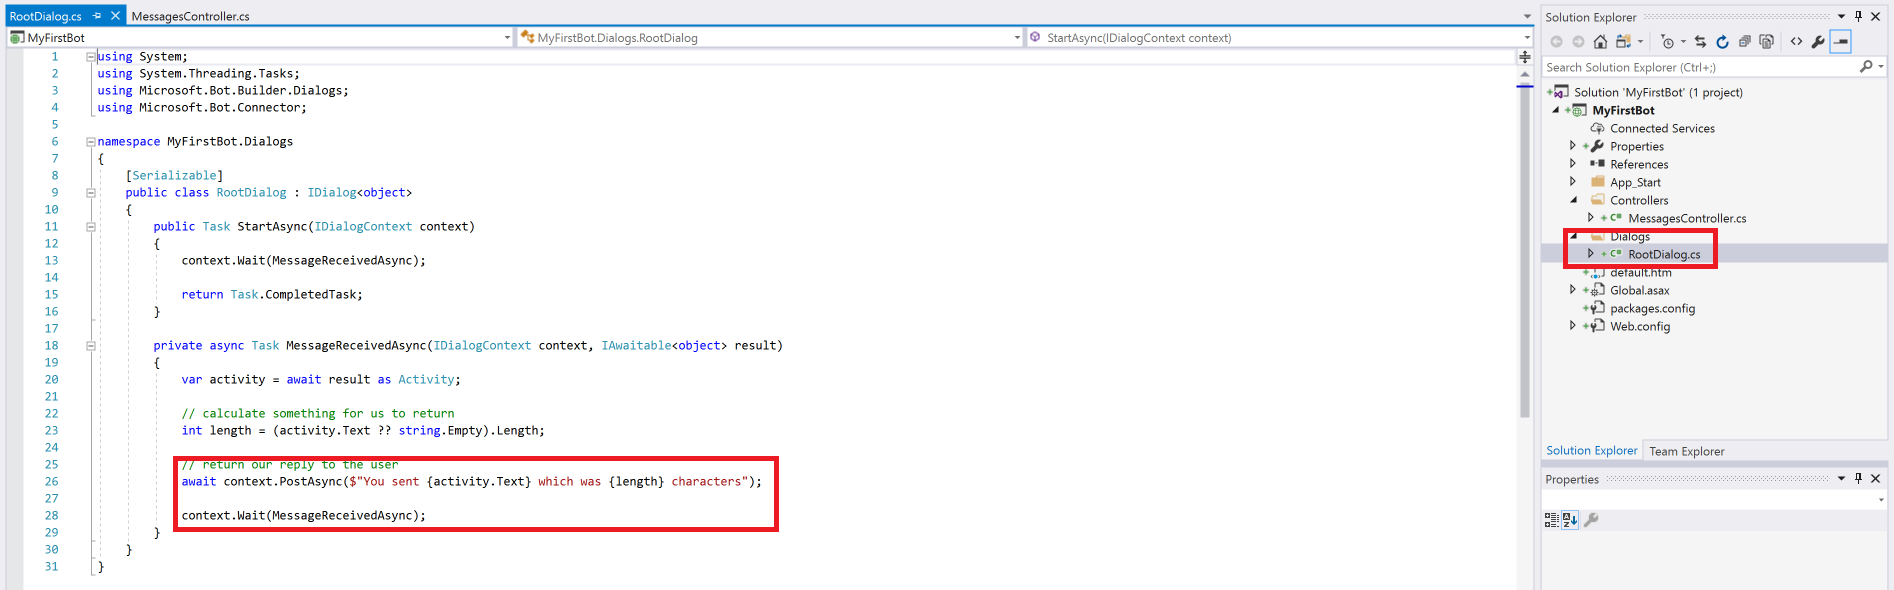 RootDialog.cs
MessagesController.cs
MyFirstBot
MyFirstBot.Dialogs.RootDialog
StartAsync(IDialogContext context)
1 using System;
2 using System.Threading.Tasks;
3 using Microsoft.Bot.Builder.Dialogs;
4 using Microsoft.Bot.Connector;
5
6 namespace MyFirstBot.Dialogs
7 {
8 [Serializable]
9 public class RootDialog : IDialog<object>
10 {
11 public Task StartAsync(IDialogContext context)
12 {
13 context.Wait(MessageReceivedAsync);
14
15 return Task.CompletedTask;
16 }
17
18 private async Task MessageReceivedAsync(IDialogContext context, IAwaitable<object> result)
19 {
20 var activity = await result as Activity;
21
22 // calculate something for us to return
23 int length = (activity.Text ?? string.Empty).Length;
24
25 // return our reply to the user
26 await context.PostAsync($"You sent {activity.Text} which was {length} characters");
27
28 context.Wait(MessageReceivedAsync);
29 }
30 }
31 }
Solution Explorer
Search Solution Explorer (Ctrl+;)
Solution 'MyFirstBot' (1 project)
MyFirstBot
Connected Services
Properties
References
App_Start
Controllers
MessagesController.cs
Dialogs
RootDialog.cs
default.htm
Global.asax
packages.config
Web.config
Solution Explorer
Team Explorer
Properties